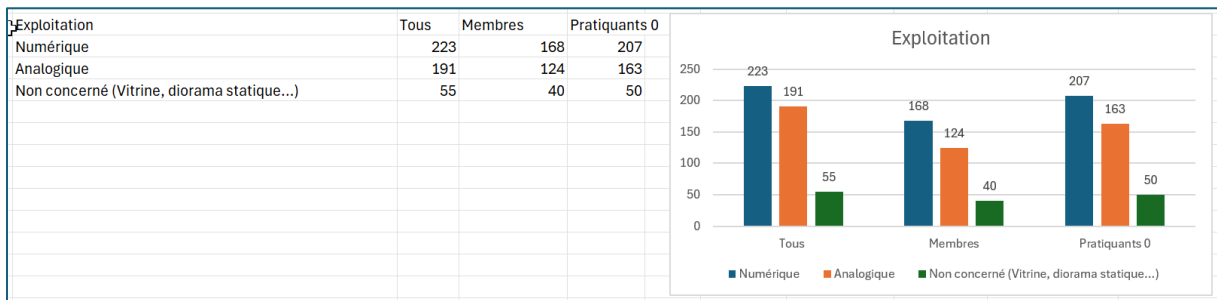 Exploitation Tous Membres Pratiquants 0
Numérique 223 168 207
Analogique 191 124 163
Non concerné (Vitrine, diorama statique...) 55 40 50
Exploitation
250
200
150
100
50
0
223 191 55
168 124 40
207 163 50
Tous Membres Pratiquants 0
Numérique Analogique Non concerné (Vitrine, diorama statique...)